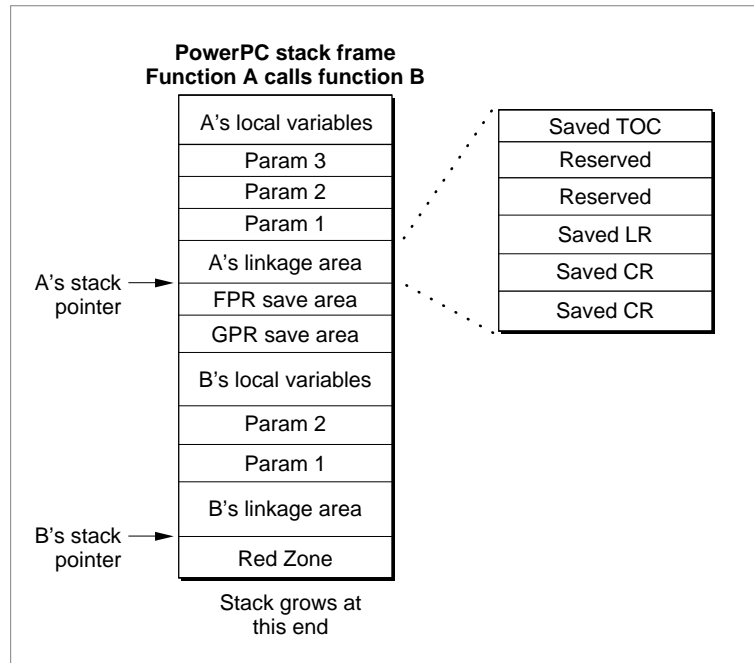 PowerPC stack frame
Function A calls function B
A's local variables
Param 3
Param 2
Param 1
A's linkage area
FPR save area
GPR save area
B's local variables
Param 2
Param 1
B's linkage area
Red Zone
A's stack
pointer
B's stack
pointer
Saved TOC
Reserved
Reserved
Saved LR
Saved CR
Saved CR
Stack grows at
this end